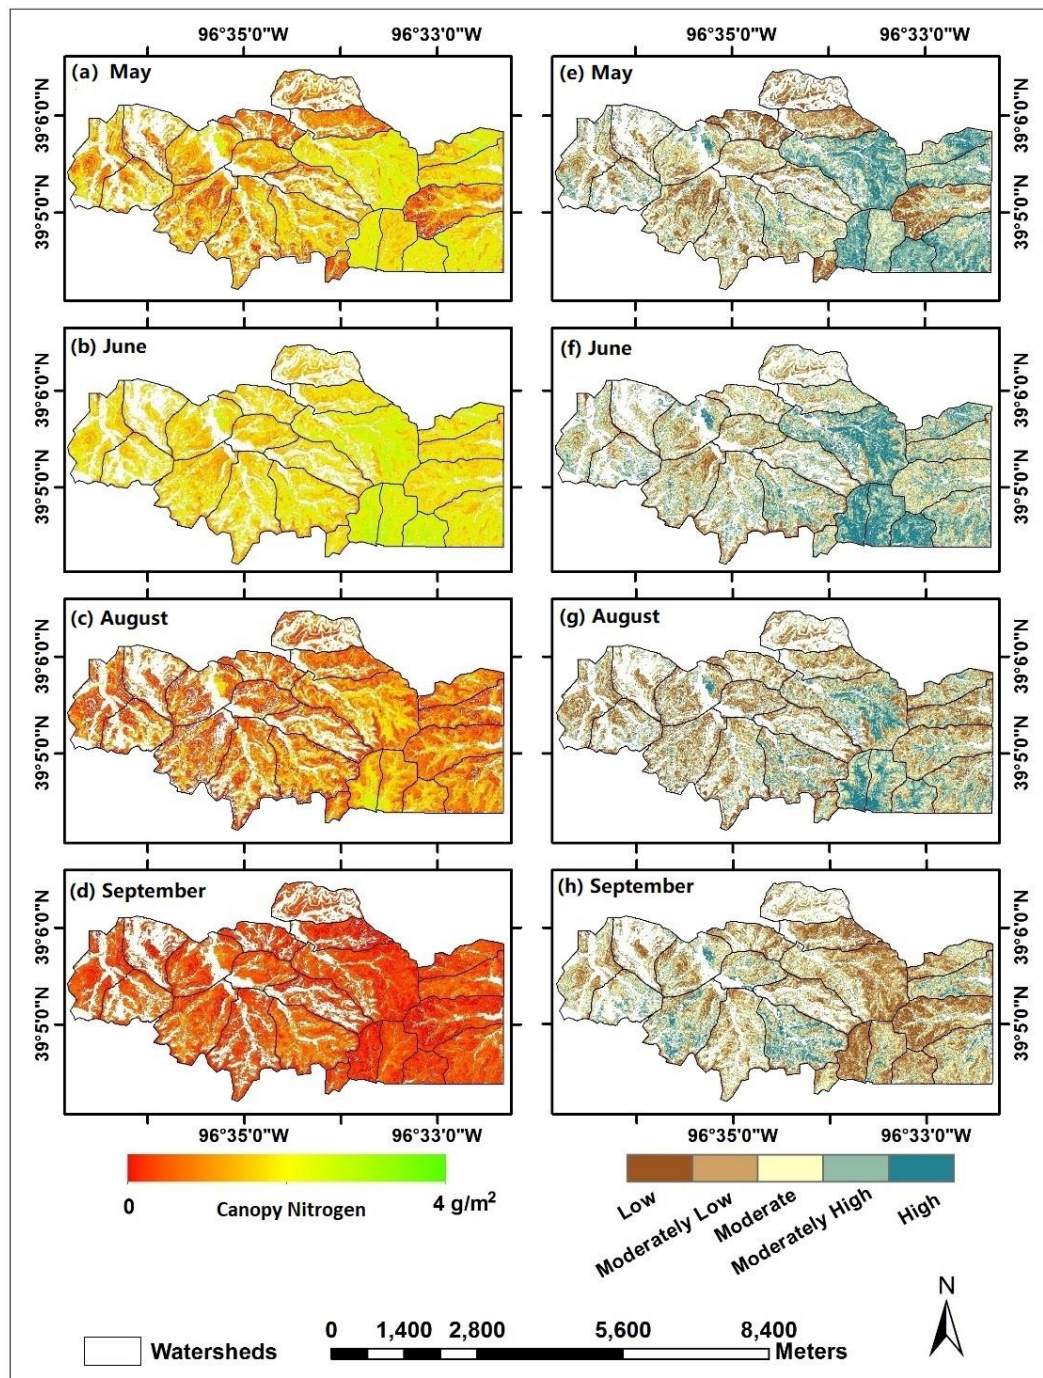 96°35'0"W 96°33'0"W 96°35'0"W 96°33'0"W
(a) May
(e) May
39°6'0"N
39°5'0"N
39°6'0"N
39°5'0"N
(b) June
(f) June
39°6'0"N
39°5'0"N
39°6'0"N
39°5'0"N
(c) August
(g) August
39°6'0"N
39°5'0"N
39°6'0"N
39°5'0"N
(d) September
(h) September
39°6'0"N
39°5'0"N
39°6'0"N
39°5'0"N
96°35'0"W 96°33'0"W 96°35'0"W 96°33'0"W
0 Canopy Nitrogen 4 g/m²
Low
Moderately Low
Moderate
Moderately High
High
N
0 1,400 2,800 5,600 8,400
Watersheds
Meters